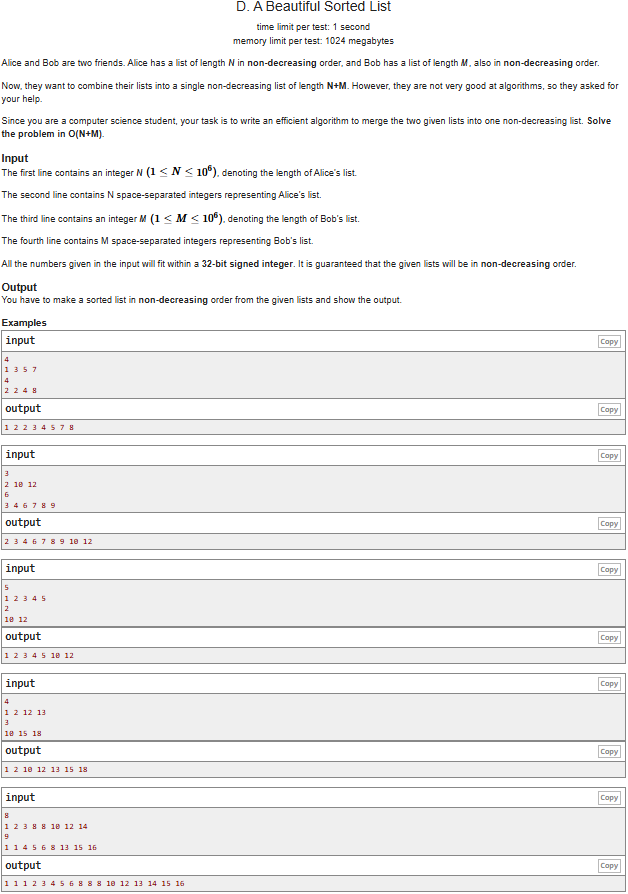 D. A Beautiful Sorted List
time limit per test: 1 second
memory limit per test: 1024 megabytes
Alice and Bob are two friends. Alice has a list of length N in non-decreasing order, and Bob has a list of length M, also in non-decreasing order.
Now, they want to combine their lists into a single non-decreasing list of length N+M. However, they are not very good at algorithms, so they asked for
your help.
Since you are a computer science student, your task is to write an efficient algorithm to merge the two given lists into one non-decreasing list. Solve
the problem in O(N+M).
Input
The first line contains an integer N (1 ≤ N ≤ 10⁶), denoting the length of Alice's list.
The second line contains N space-separated integers representing Alice's list.
The third line contains an integer M (1 ≤ M ≤ 10⁶), denoting the length of Bob's list.
The fourth line contains M space-separated integers representing Bob's list.
All the numbers given in the input will fit within a 32-bit signed integer. It is guaranteed that the given lists will be in non-decreasing order.
Output
You have to make a sorted list in non-decreasing order from the given lists and show the output.
Examples
input Copy
4
1 3 5 7
4
2 2 4 8
output Copy
1 2 2 3 4 5 7 8
input Copy
3
2 10 12
6
3 4 6 7 8 9
output Copy
2 3 4 6 7 8 9 10 12
input Copy
5
1 2 3 4 5
2
10 12
output Copy
1 2 3 4 5 10 12
input Copy
4
1 2 12 13
3
10 15 18
output Copy
1 2 10 12 13 15 18
input Copy
8
1 2 3 8 8 10 12 14
9
1 1 4 5 6 8 13 15 16
output Copy
1 1 1 2 3 4 5 6 8 8 8 10 12 13 14 15 16